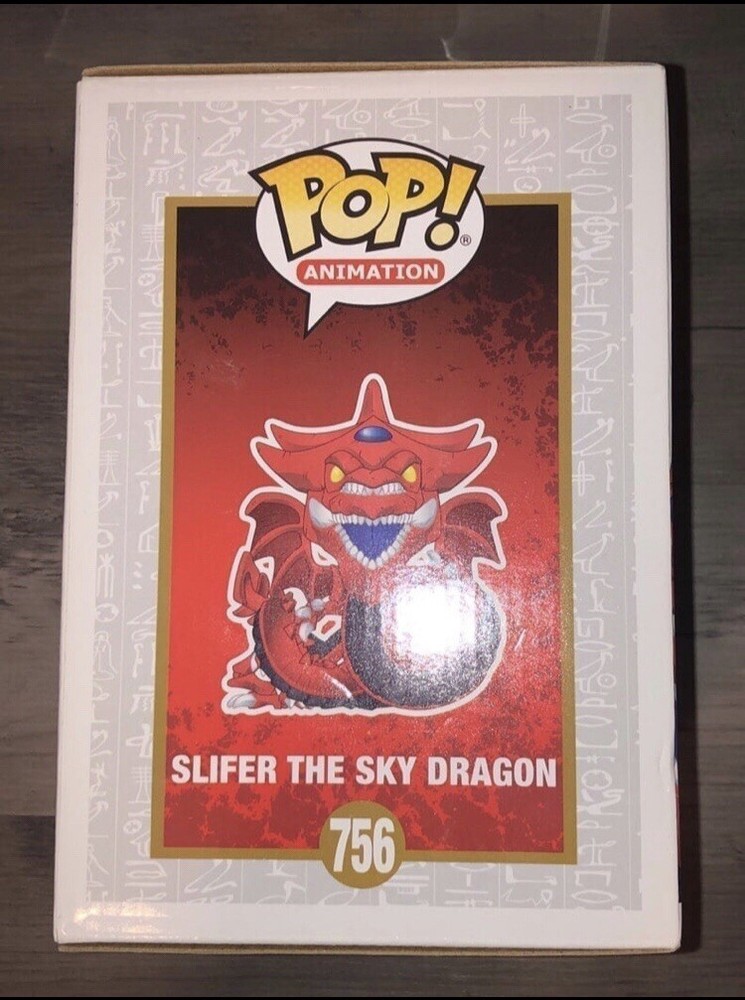 POP! ®
ANIMATION
SLIFER THE SKY DRAGON
756